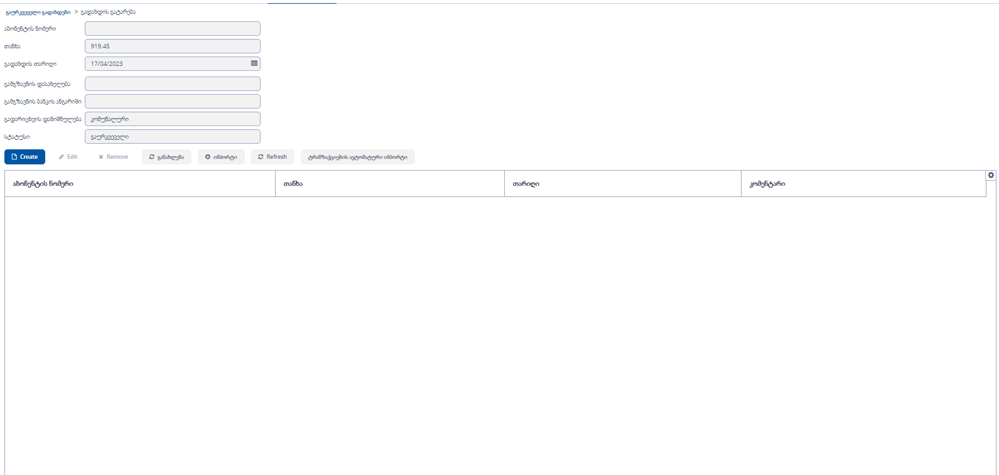 გაურკვეველი გადახდები > გადახდის გატარება
აბონენტის ნომერი
თანხა 919.45
გადახდის თარიღი 17/04/2023
გამგზავნის დასახელება
გამგზავნის ბანკის ანგარიში
გადარიცხვის დანიშნულება კომუნალური
სტატუსი გაურკვეველი
Create Edit Remove განახლება იმპორტი Refresh ტრანზაქციების ავტომატური იმპორტი
აბონენტის ნომერი თანხა თარიღი კომენტარი